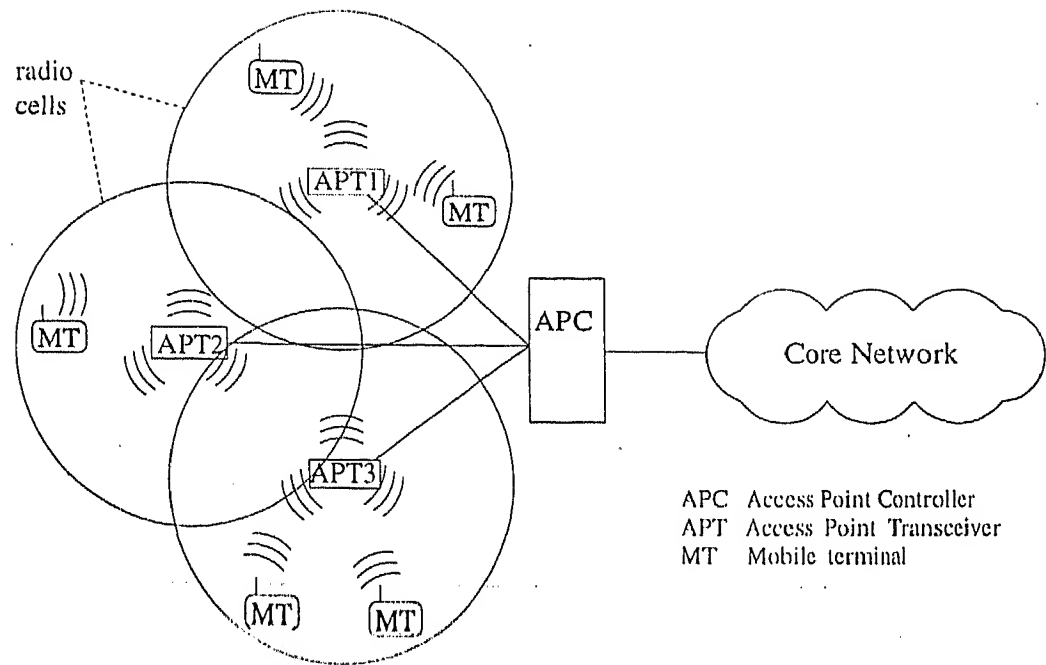 radio
cells
MT
APT1
MT
MT
APT2
APC
Core Network
APT3
MT
MT
APC Access Point Controller
APT Access Point Transceiver
MT Mobile terminal